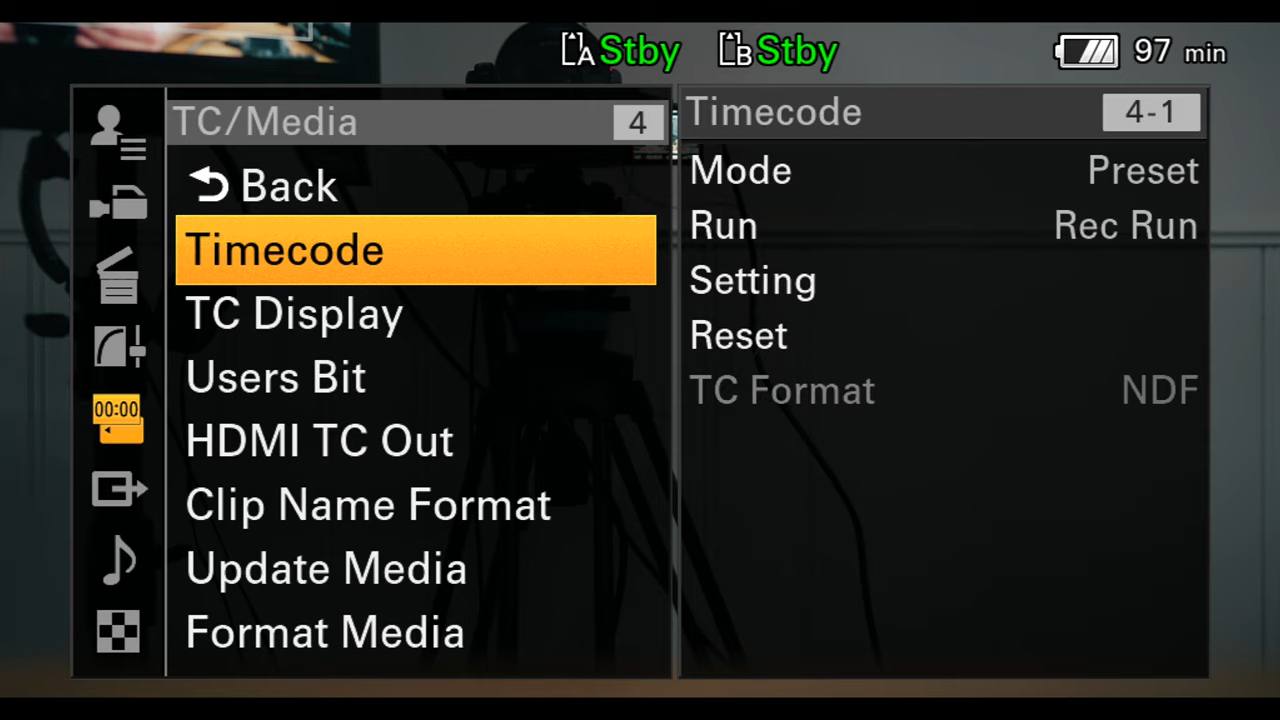 A Stby B Stby 97 min
TC/Media 4
Back
Timecode
TC Display
Users Bit
HDMI TC Out
Clip Name Format
Update Media
Format Media
00:00
Timecode 4-1
Mode Preset
Run Rec Run
Setting
Reset
TC Format NDF